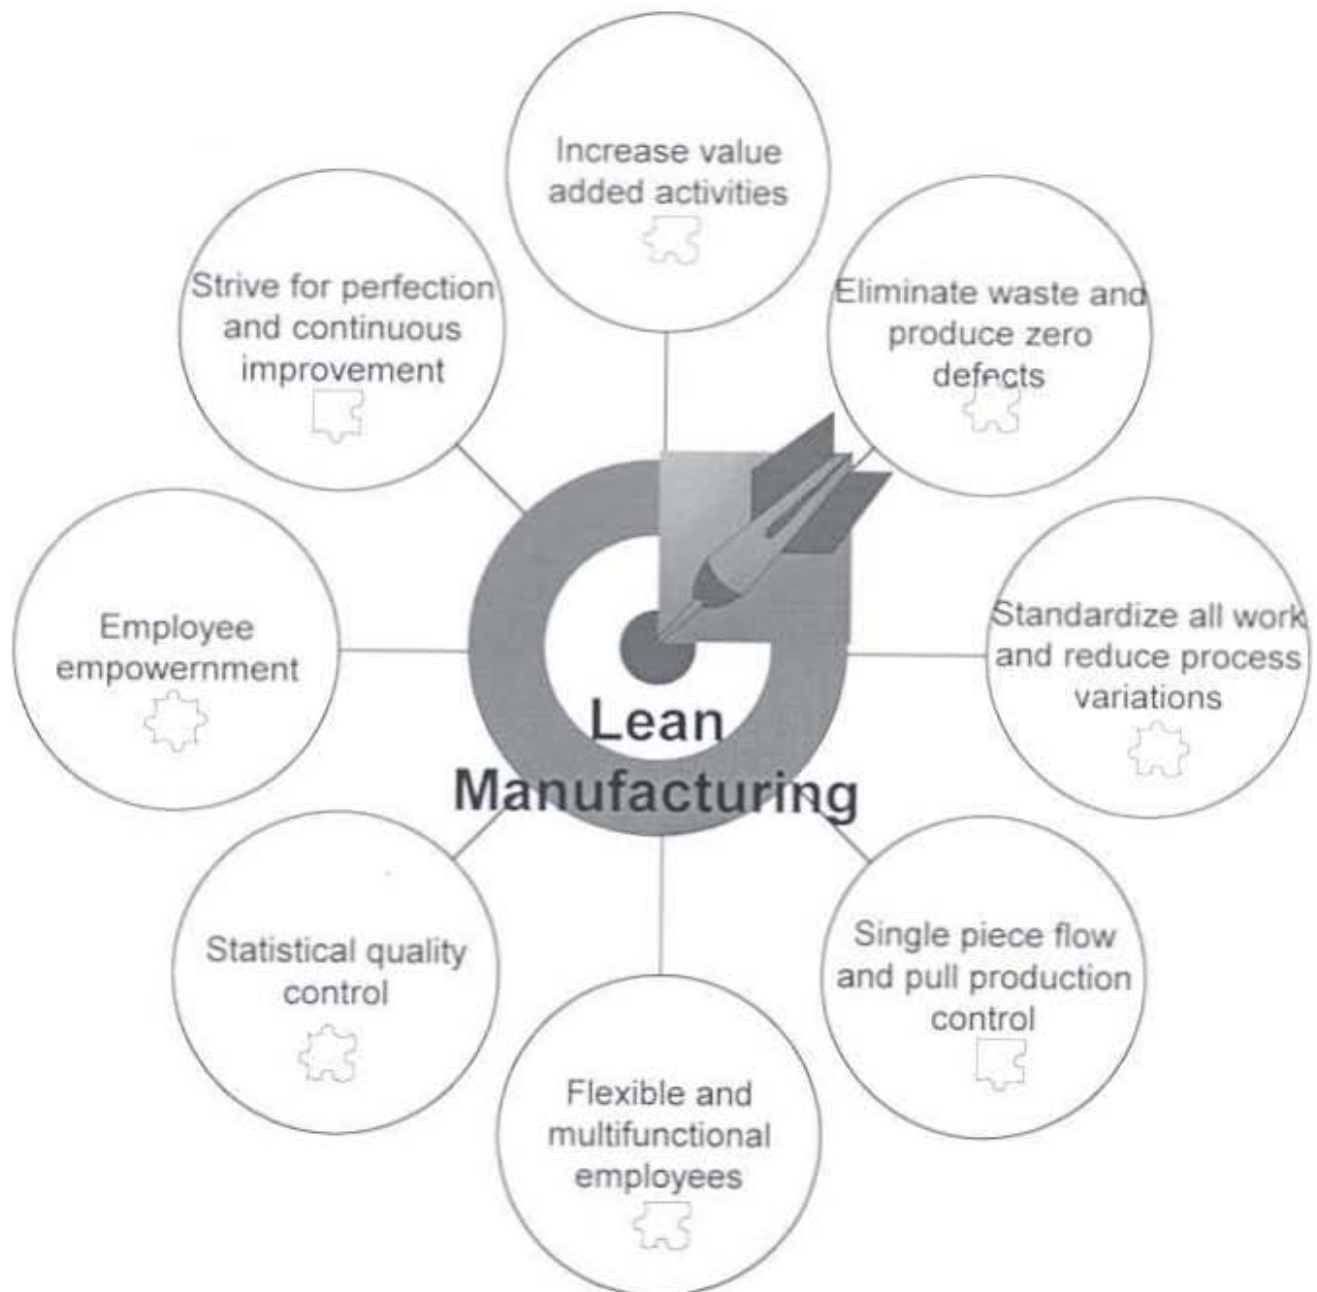 Increase value
added activities
Eliminate waste and
produce zero
defects
Standardize all work
and reduce process
variations
Single piece flow
and pull production
control
Flexible and
multifunctional
employees
Statistical quality
control
Employee
empowernment
Strive for perfection
and continuous
improvement
Lean
Manufacturing